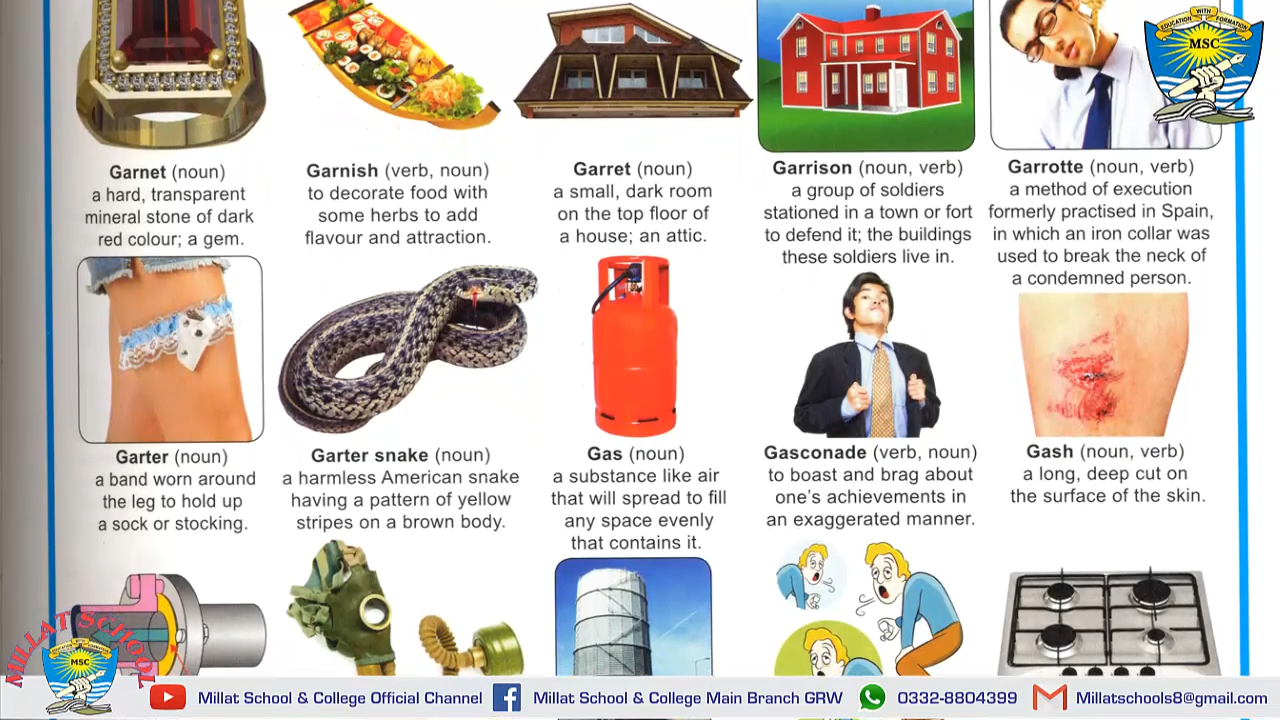 EDUCATION WITH FORMATION
MSC
Garnet (noun)
a hard, transparent
mineral stone of dark
red colour; a gem.
Garnish (verb, noun)
to decorate food with
some herbs to add
flavour and attraction.
Garret (noun)
a small, dark room
on the top floor of
a house; an attic.
Garrison (noun, verb)
a group of soldiers
stationed in a town or fort
to defend it; the buildings
these soldiers live in.
Garrotte (noun, verb)
a method of execution
formerly practised in Spain,
in which an iron collar was
used to break the neck of
a condemned person.
Garter (noun)
a band worn around
the leg to hold up
a sock or stocking.
Garter snake (noun)
a harmless American snake
having a pattern of yellow
stripes on a brown body.
Gas (noun)
a substance like air
that will spread to fill
any space evenly
that contains it.
Gasconade (verb, noun)
to boast and brag about
one's achievements in
an exaggerated manner.
Gash (noun, verb)
a long, deep cut on
the surface of the skin.
MILLAT SCHOOL
MSC
Millat School & College Official Channel
Millat School & College Main Branch GRW
0332-8804399
Millatschools8@gmail.com